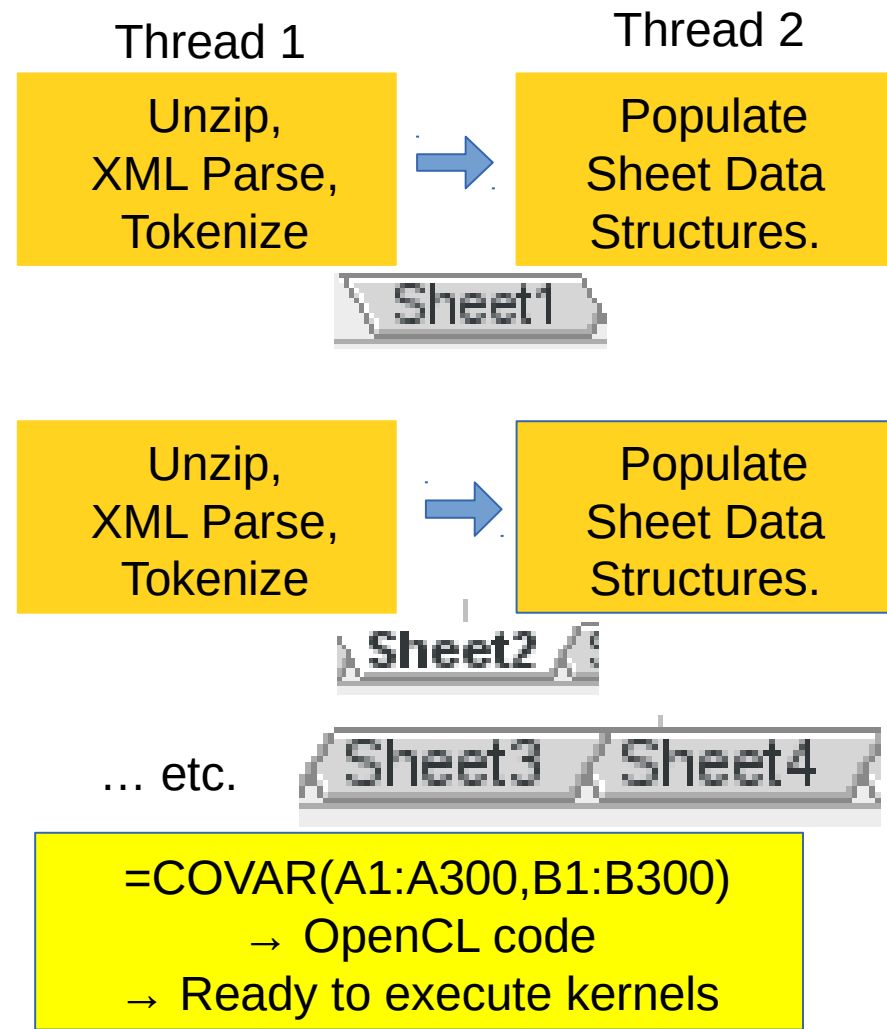 Thread 1
Thread 2
Unzip,
XML Parse,
Tokenize
Populate
Sheet Data
Structures.
Sheet1
Unzip,
XML Parse,
Tokenize
Populate
Sheet Data
Structures.
Sheet2
… etc.
Sheet3
Sheet4
=COVAR(A1:A300,B1:B300)
→ OpenCL code
→ Ready to execute kernels